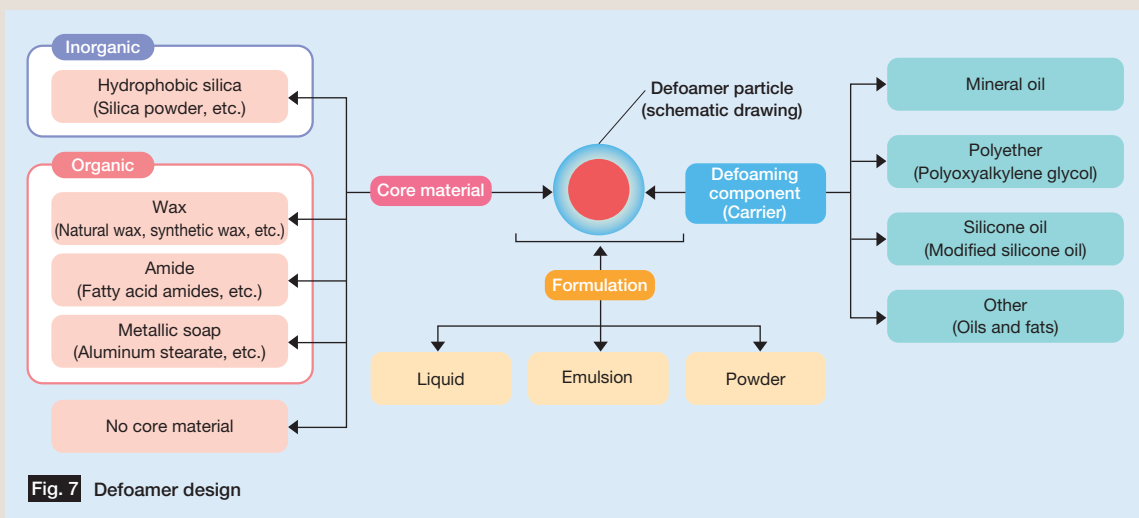 Inorganic
Hydrophobic silica
(Silica powder, etc.)
Organic
Wax
(Natural wax, synthetic wax, etc.)
Amide
(Fatty acid amides, etc.)
Metallic soap
(Aluminum stearate, etc.)
No core material
Core material
Defoamer particle
(schematic drawing)
Defoaming
component
(Carrier)
Formulation
Liquid
Emulsion
Powder
Mineral oil
Polyether
(Polyoxyalkylene glycol)
Silicone oil
(Modified silicone oil)
Other
(Oils and fats)
Fig. 7 Defoamer design